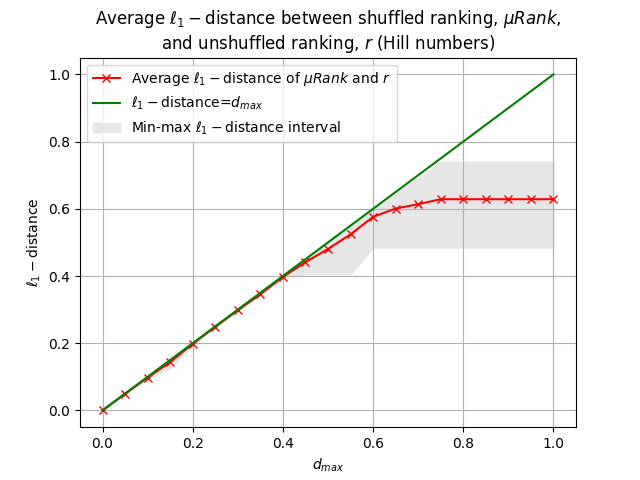 Average ℓ₁ − distance between shuffled ranking, μRank,
and unshuffled ranking, r (Hill numbers)
Average ℓ₁ − distance of μRank and r
ℓ₁ − distance=d_max
Min-max ℓ₁ − distance interval
ℓ₁ − distance
1.0
0.8
0.6
0.4
0.2
0.0
0.0 0.2 0.4 0.6 0.8 1.0
d_max